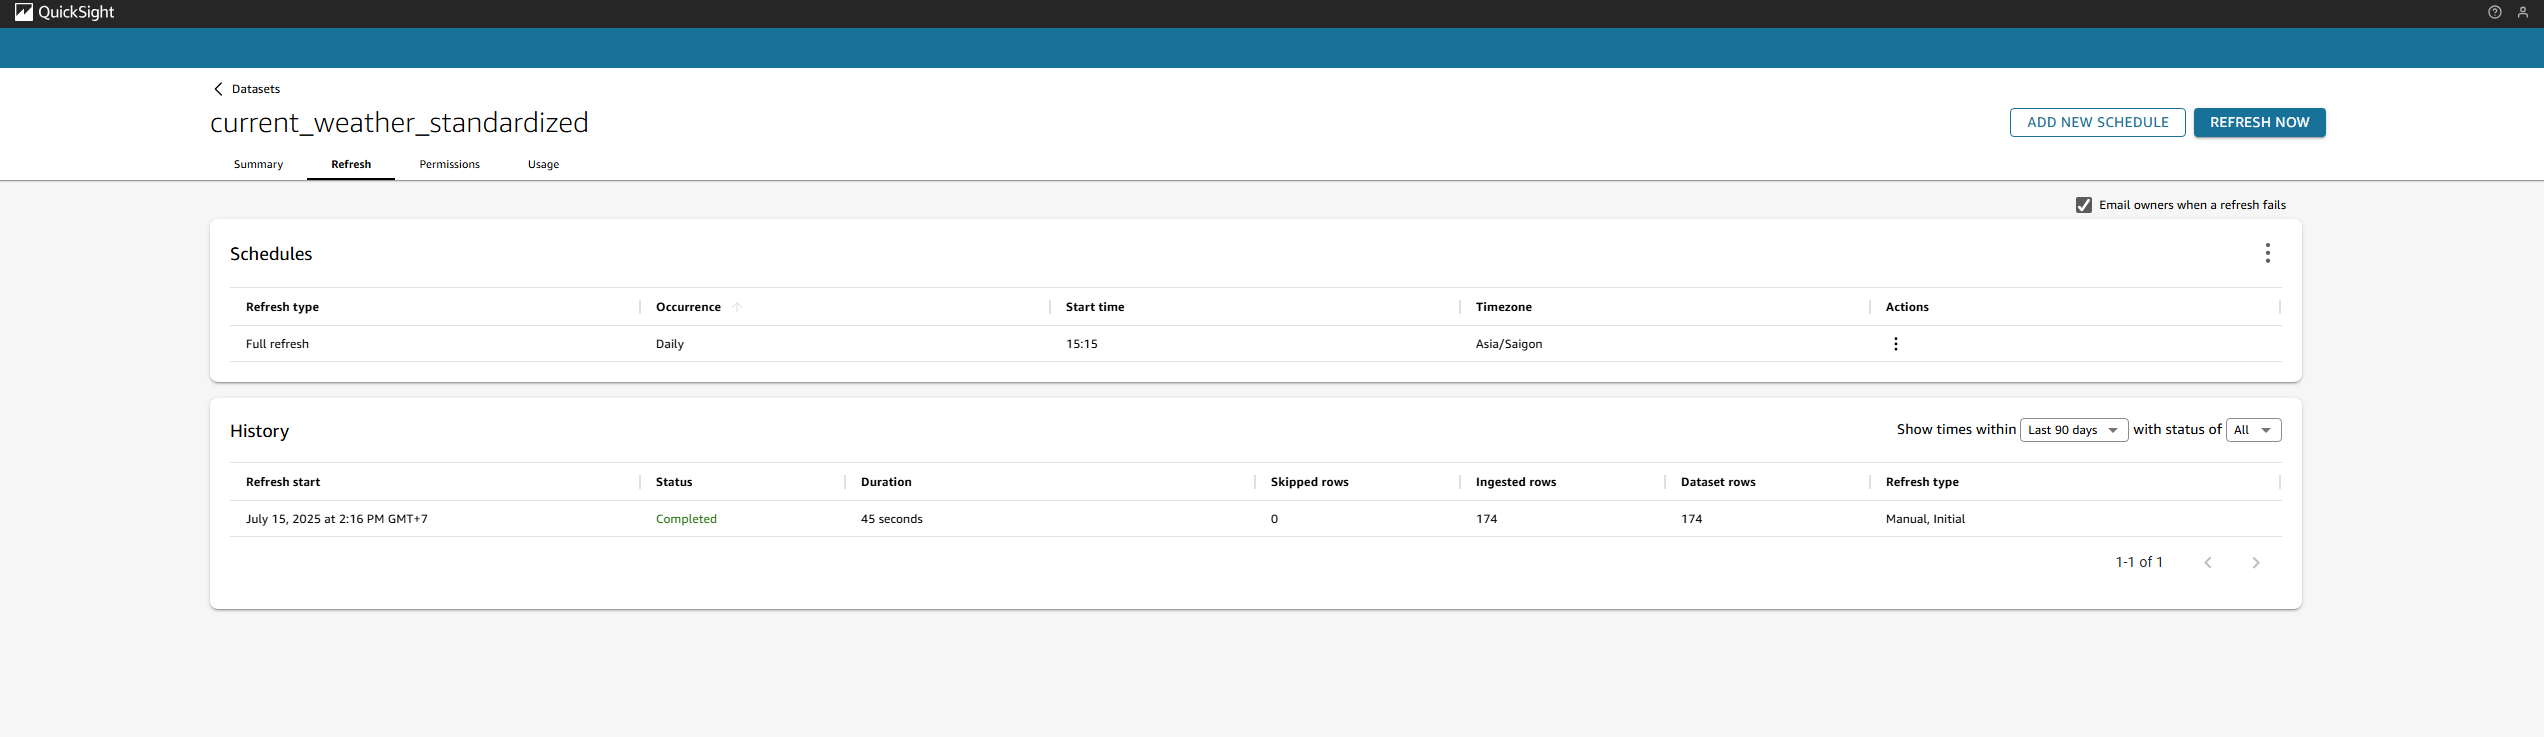 QuickSight
Datasets
current_weather_standardized
ADD NEW SCHEDULE REFRESH NOW
Summary Refresh Permissions Usage
Email owners when a refresh fails
Schedules
Refresh type Occurrence Start time Timezone Actions
Full refresh Daily 15:15 Asia/Saigon
History Show times within Last 90 days with status of All
Refresh start Status Duration Skipped rows Ingested rows Dataset rows Refresh type
July 15, 2025 at 2:16 PM GMT+7 Completed 45 seconds 0 174 174 Manual, Initial
1-1 of 1